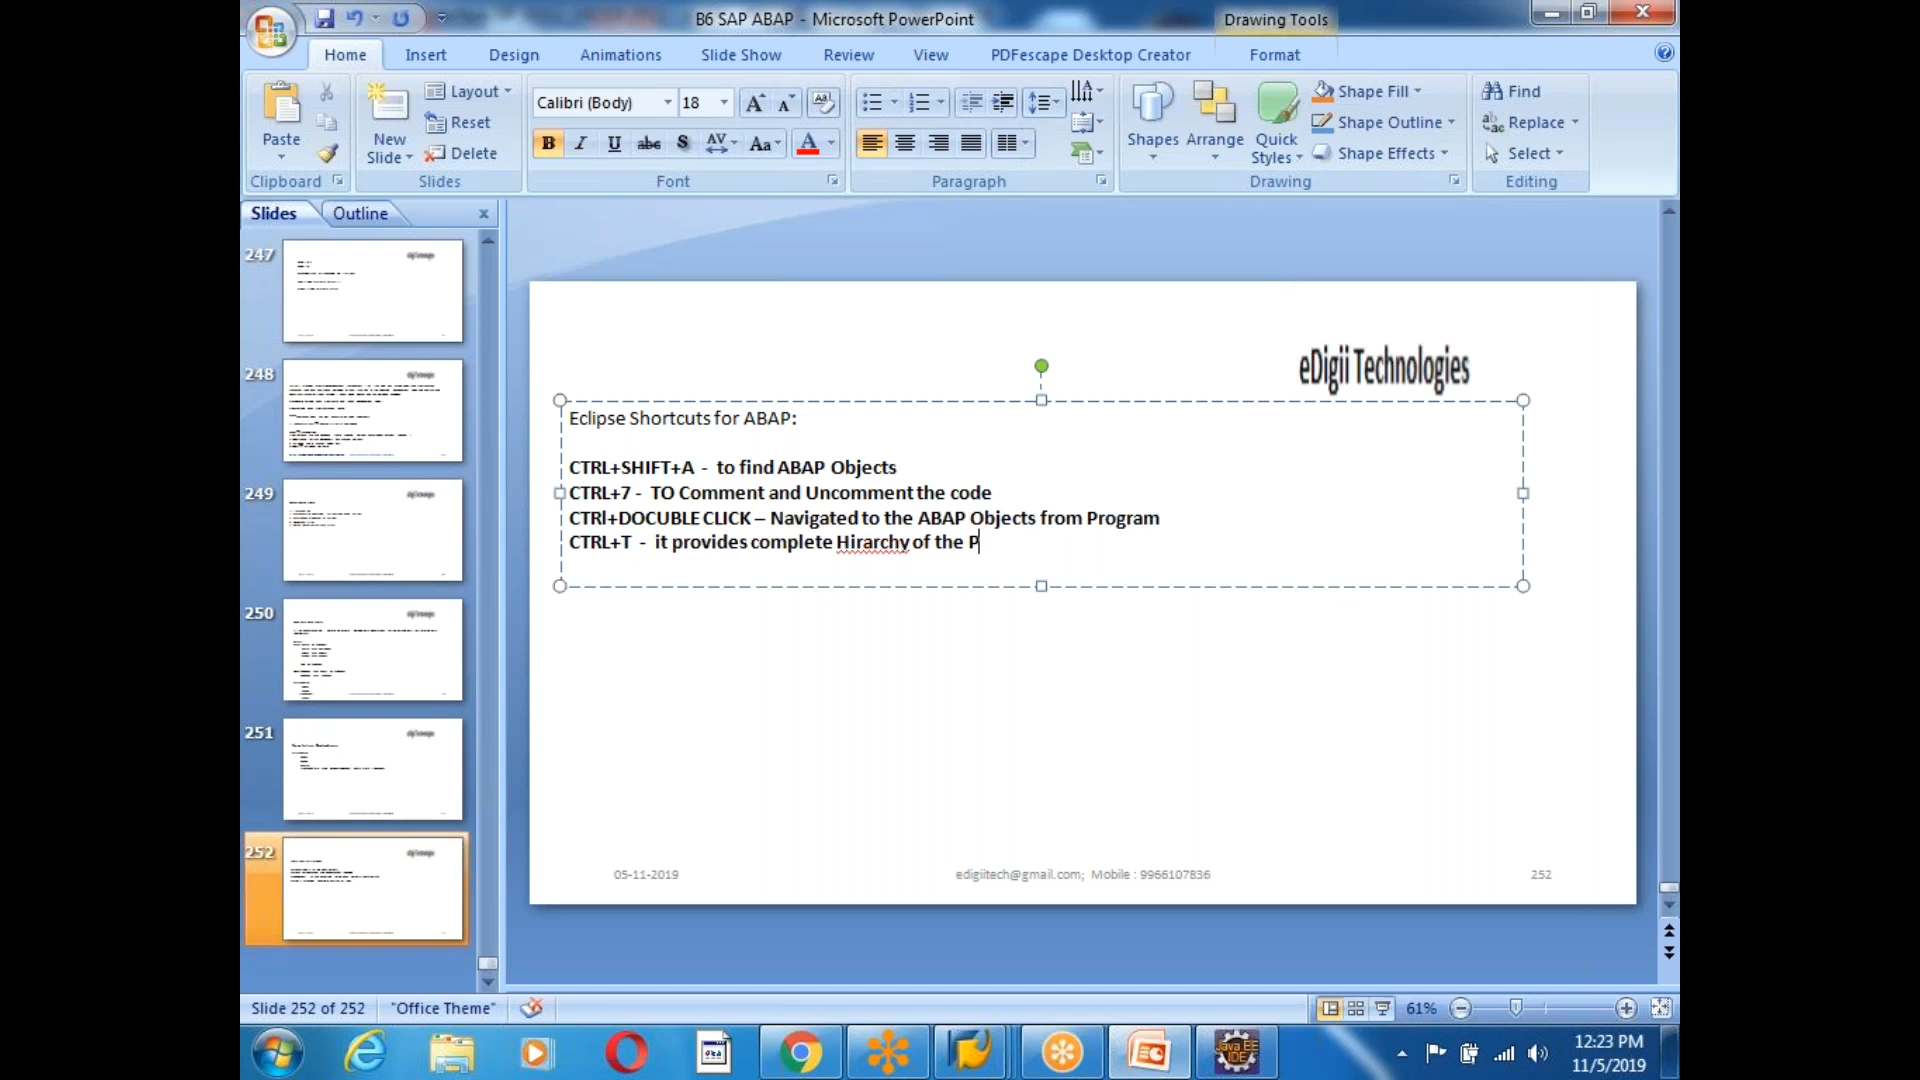 B6 SAP ABAP - Microsoft PowerPoint
Drawing Tools
Home Insert Design Animations Slide Show Review View PDFescape Desktop Creator Format
Paste
Clipboard
New Slide
Layout
Reset
Delete
Slides
Calibri (Body) 18
B I U abc S AV Aa A
Font
Paragraph
Shapes
Arrange
Quick Styles
Shape Fill
Shape Outline
Shape Effects
Drawing
Find
Replace
Select
Editing
Slides Outline
247
248
249
250
251
252
eDigii Technologies
Eclipse Shortcuts for ABAP:
CTRL+SHIFT+A - to find ABAP Objects
CTRL+7 - TO Comment and Uncomment the code
CTRl+DOCUBLE CLICK – Navigated to the ABAP Objects from Program
CTRL+T - it provides complete Hirarchy of the P
05-11-2019
edigiitech@gmail.com; Mobile : 9966107836
252
Slide 252 of 252
"Office Theme"
61%
Java EE IDE
12:23 PM
11/5/2019